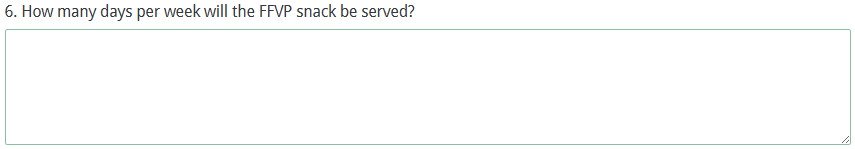 6. How many days per week will the FFVP snack be served?